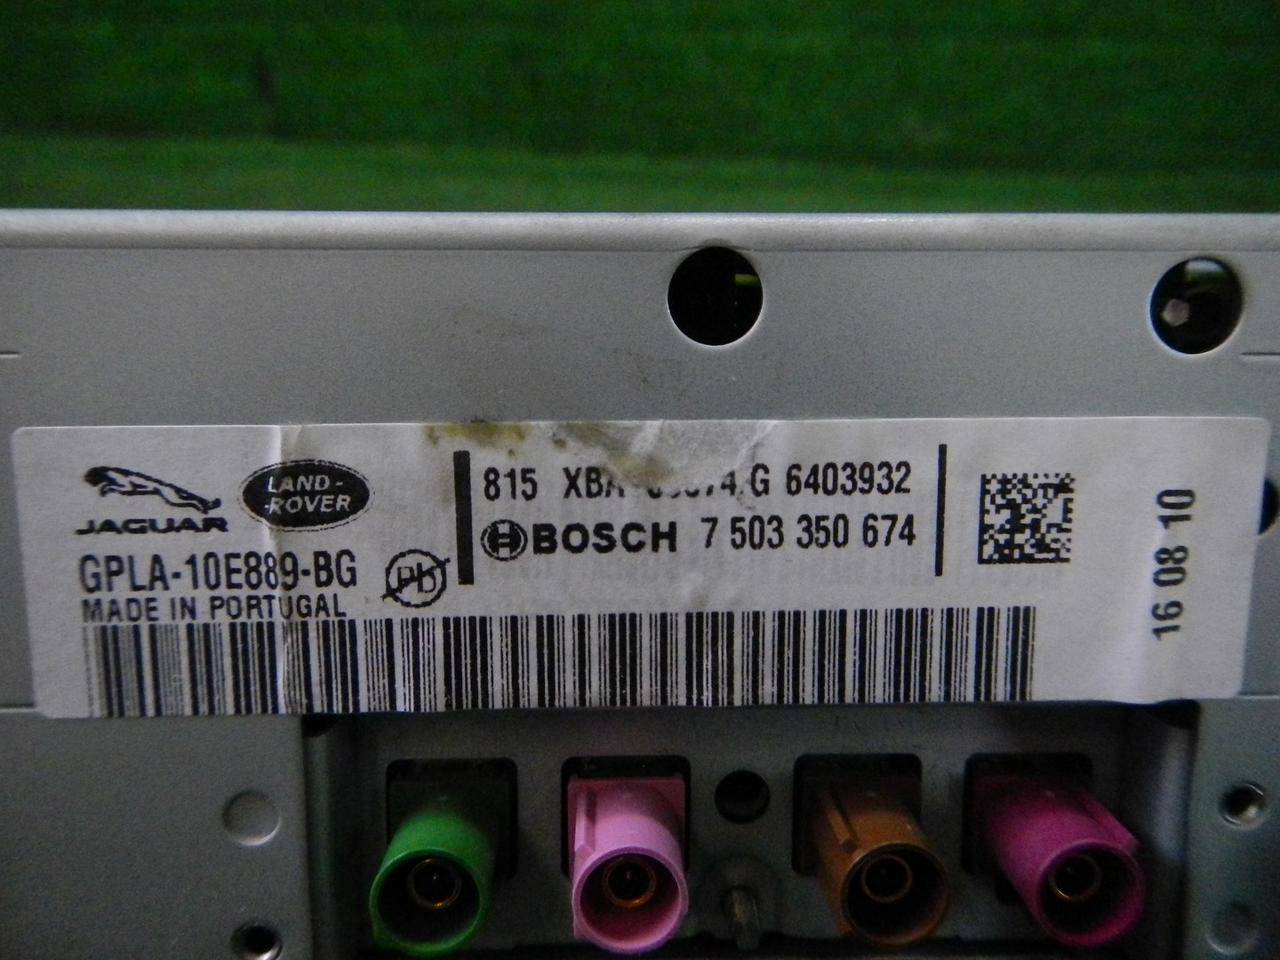 JAGUAR
LAND-
ROVER
GPLA-10E889-BG
Pb
MADE IN PORTUGAL
815 G 6403932
BOSCH 7 503 350 674
16 08 10